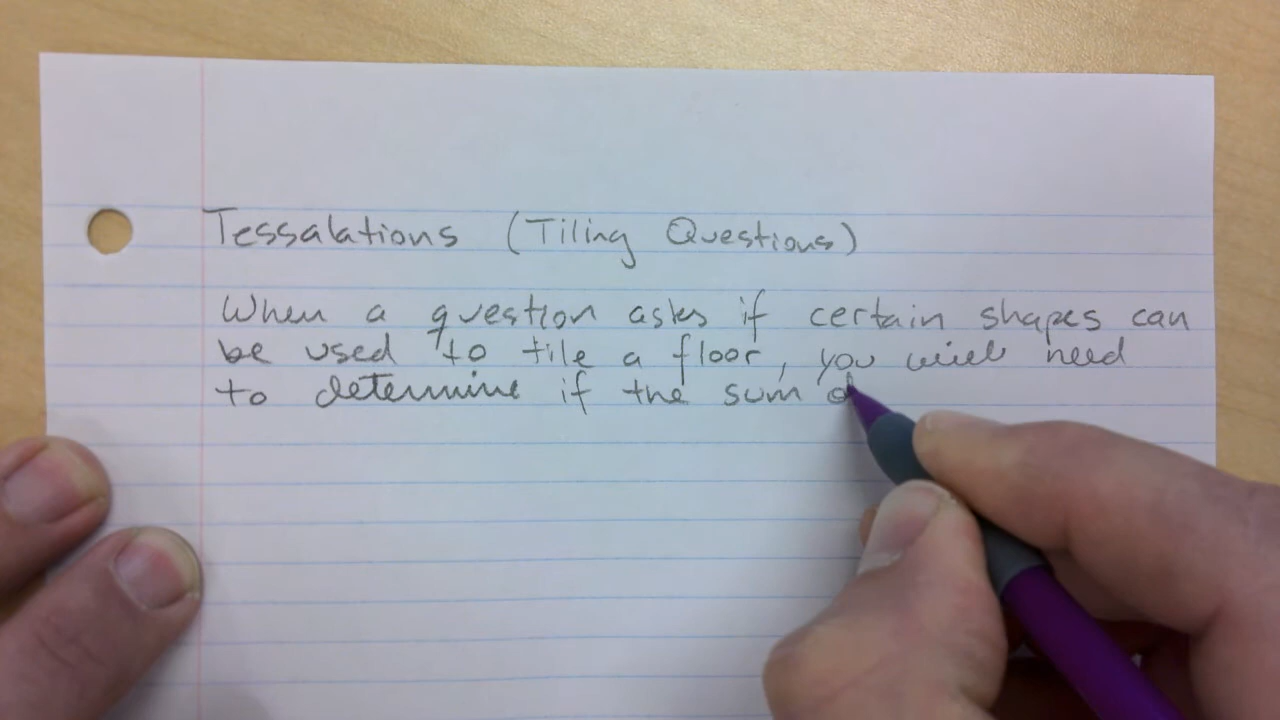 Tessalations (Tiling Questions)
When a question asks if certain shapes can
be used to tile a floor, you will need
to determine if the sum